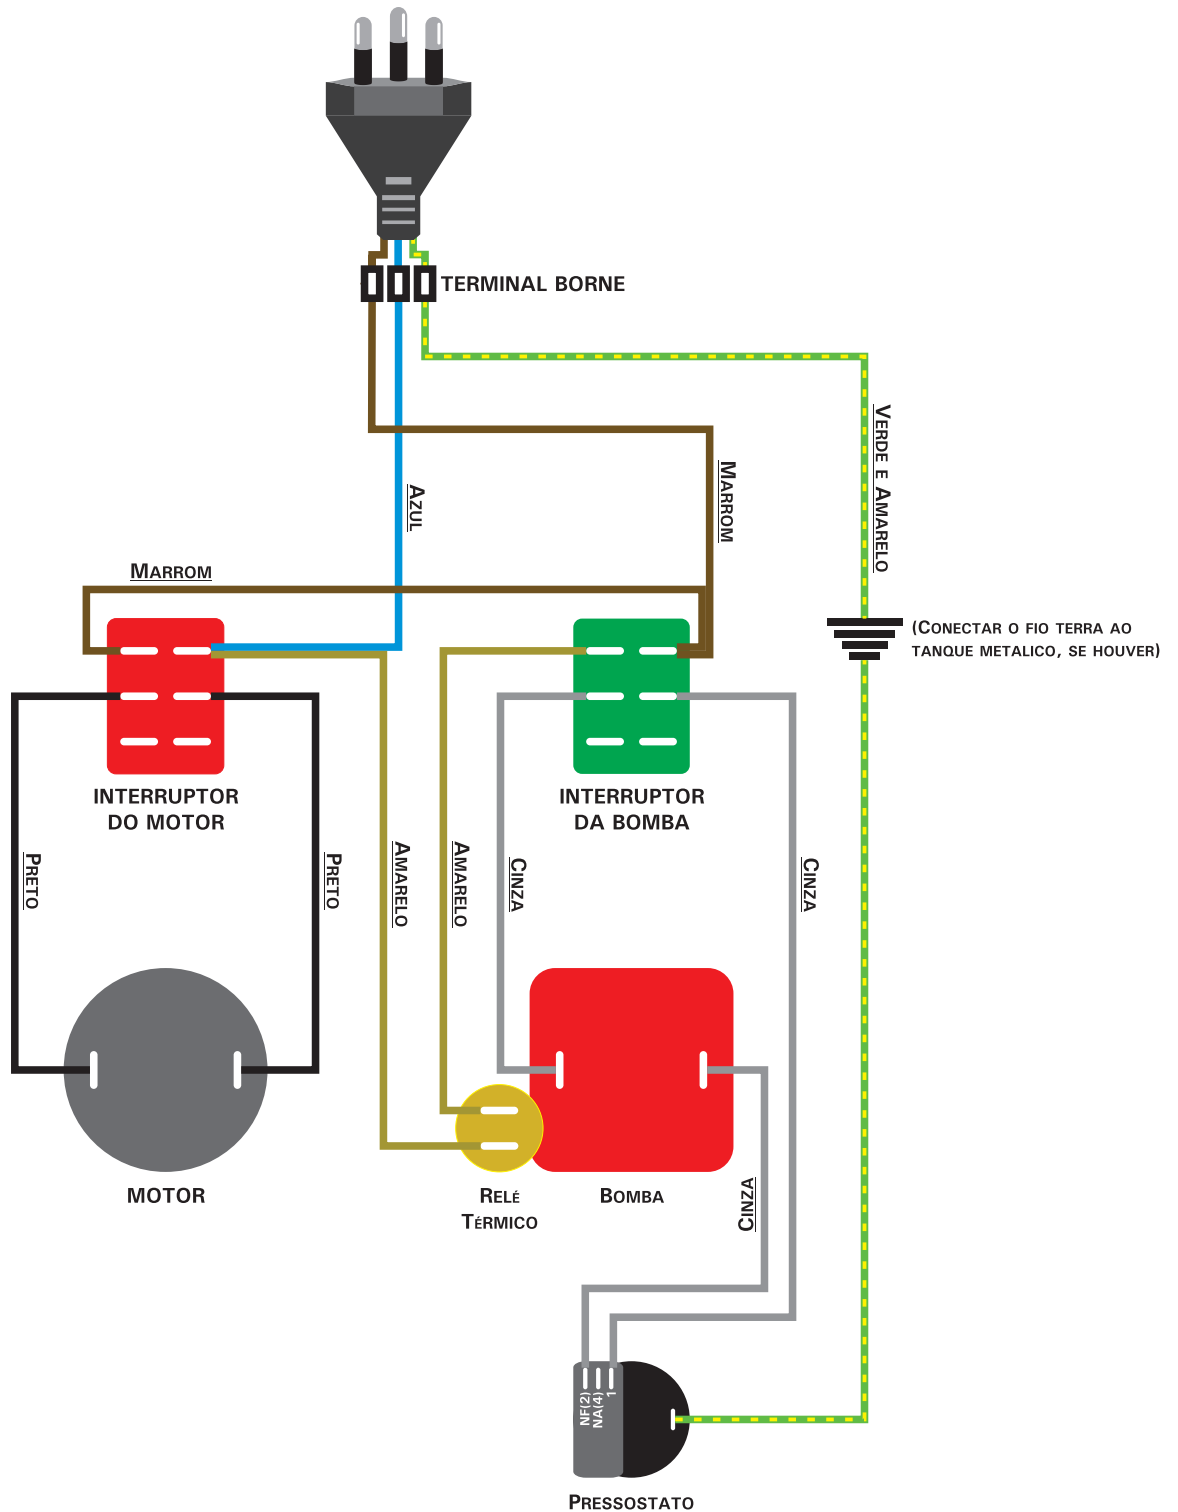 TERMINAL BORNE
VERDE E AMARELO
MARROM
AZUL
MARROM
(CONECTAR O FIO TERRA AO
TANQUE METALICO, SE HOUVER)
INTERRUPTOR
DO MOTOR
INTERRUPTOR
DA BOMBA
PRETO
PRETO
AMARELO
AMARELO
CINZA
CINZA
MOTOR
RELÉ
TÉRMICO
BOMBA
CINZA
NF(2)
NA(4)
1
PRESSOSTATO